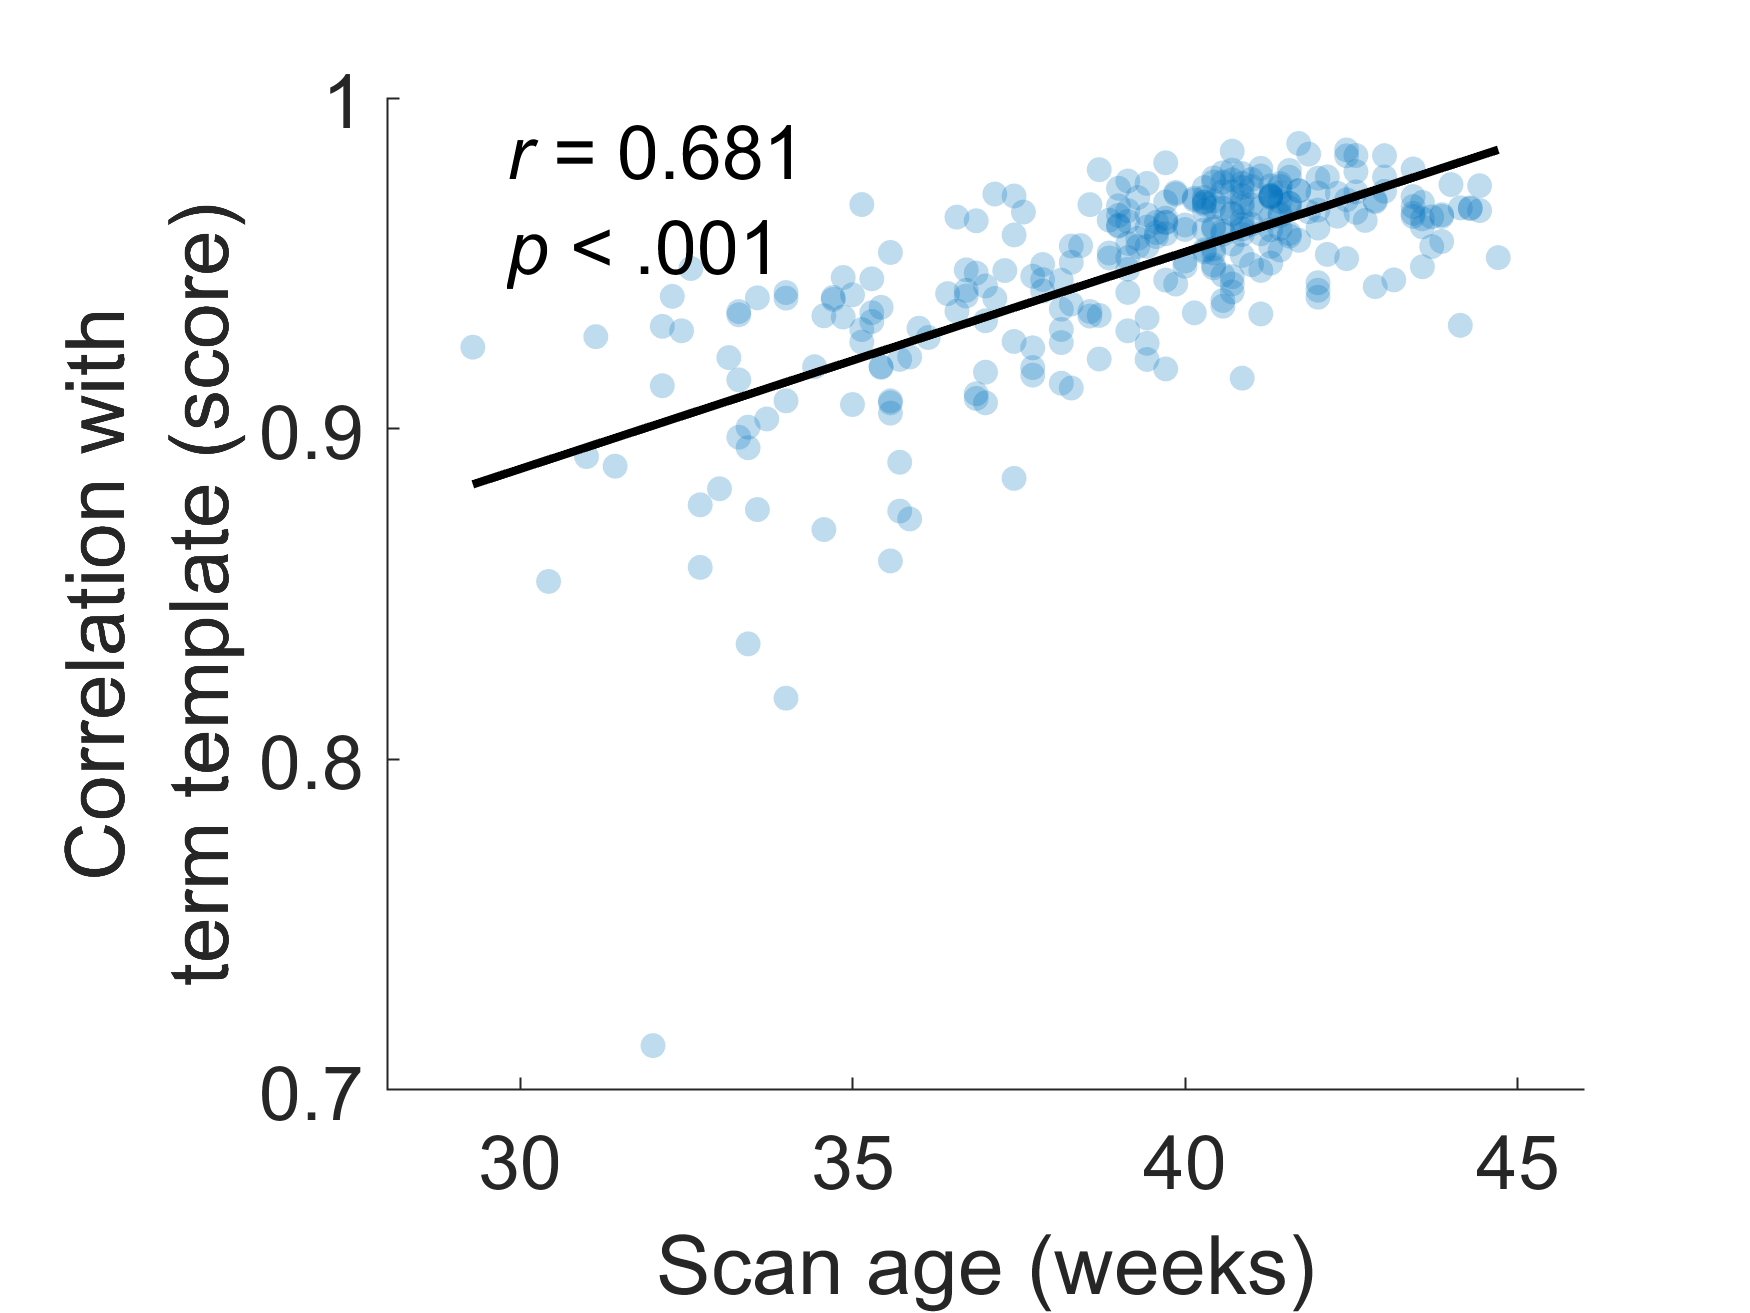 r = 0.681
p < .001
1
0.9
0.8
0.7
Correlation with
term template (score)
30 35 40 45
Scan age (weeks)